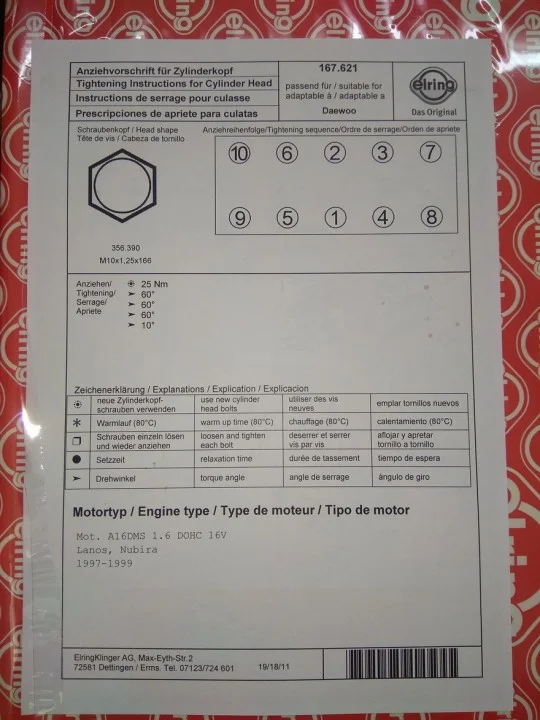 Anziehvorschrift für Zylinderkopf
Tightening Instructions for Cylinder Head
Instructions de serrage pour culasse
Prescripciones de apriete para culatas
167.621
passend für / suitable for
adaptable à / adaptable a
Daewoo
elring
Das Original
Schraubenkopf / Head shape
Tête de vis / Cabeza de tornillo
356.390
M10x1,25x166
Anziehreihenfolge/Tightening sequence/Ordre de serrage/Orden de apriete
10 6 2 3 7
9 5 1 4 8
Anziehen/
Tightening/
Serrage/
Apriete
25 Nm
60°
60°
60°
10°
Zeichenerklärung / Explanations / Explication / Explicacion
neue Zylinderkopf-
schrauben verwenden
use new cylinder
head bolts
utiliser des vis
neuves
emplar tornillos nuevos
Warmlauf (80°C)
warm up time (80°C)
chauffage (80°C)
calentamiento (80°C)
Schrauben einzeln lösen
und wieder anziehen
loosen and tighten
each bolt
deserrer et serrer
vis par vis
aflojar y apretar
tornillo a tornillo
Setzzeit
relaxation time
durée de tassement
tiempo de espera
Drehwinkel
torque angle
angle de serrage
ángulo de giro
Motortyp / Engine type / Type de moteur / Tipo de motor
Mot. A16DMS 1.6 DOHC 16V
Lanos, Nubira
1997-1999
ElringKlinger AG, Max-Eyth-Str.2
72581 Dettingen / Erms. Tel. 07123/724 601
19/18/11